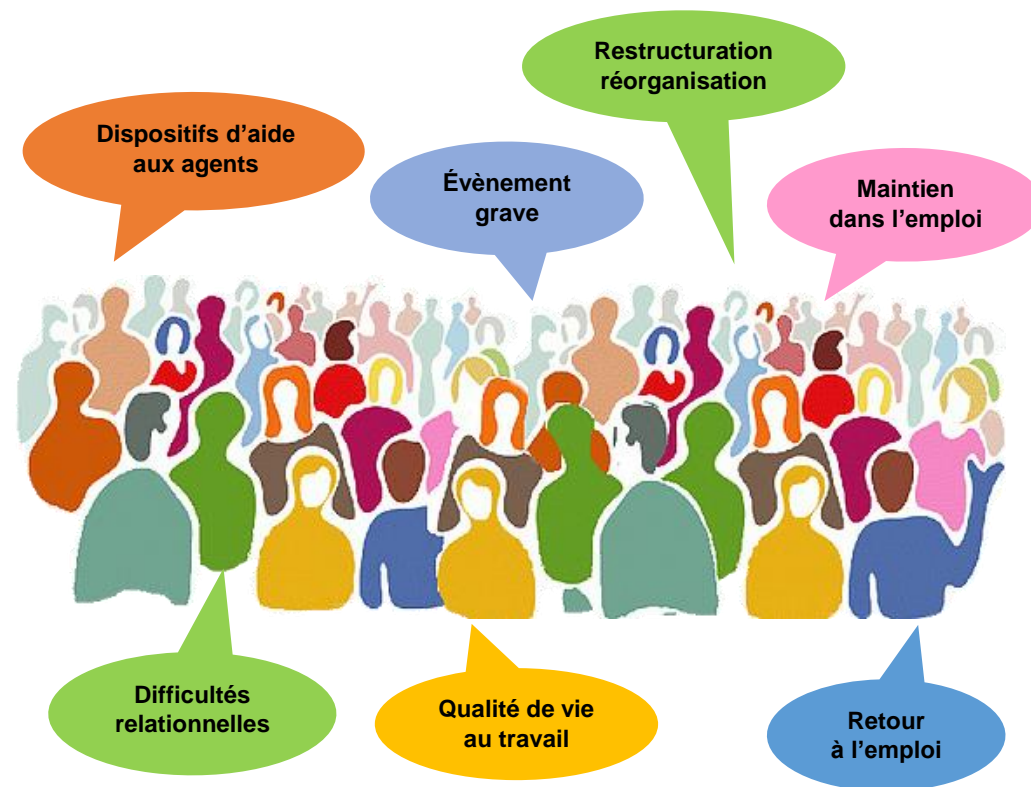 Restructuration
réorganisation
Dispositifs d'aide
aux agents
Évènement
grave
Maintien
dans l'emploi
Difficultés
relationnelles
Qualité de vie
au travail
Retour
à l'emploi